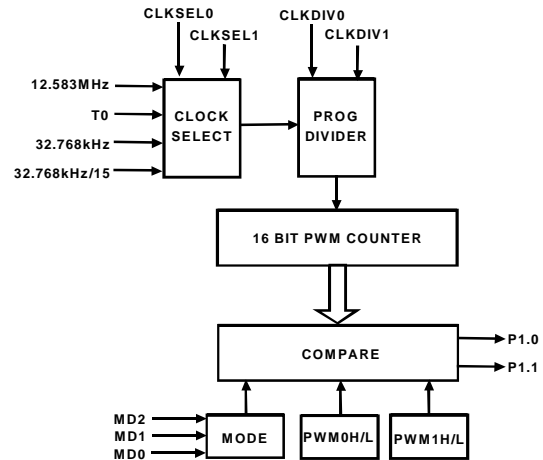 CLKSEL0
CLKSEL1
CLKDIV0
CLKDIV1
12.583MHz
T0
32.768kHz
32.768kHz/15
CLOCK
SELECT
PROG
DIVIDER
16 BIT PWM COUNTER
COMPARE
P1.0
P1.1
MD2
MD1
MD0
MODE
PWM0H/L
PWM1H/L